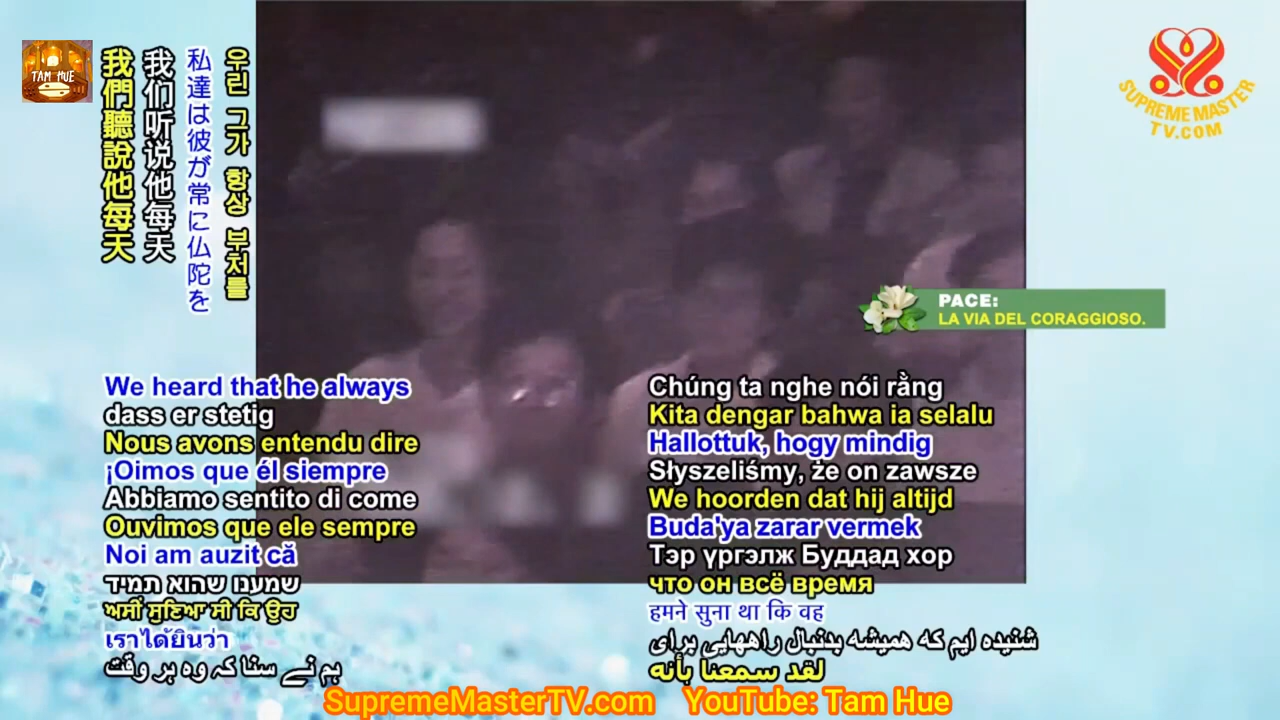 TAM HUE
我們聽說他每天
我们听说他每天
私達は彼が常に仏陀を
우린 그가 항상 부처를
SUPREME MASTER
TV.COM
PACE:
LA VIA DEL CORAGGIOSO.
We heard that he always
dass er stetig
Nous avons entendu dire
¡Oimos que él siempre
Abbiamo sentito di come
Ouvimos que ele sempre
Noi am auzit că
שמענו שהוא תמיד
ਅਸੀਂ ਸੁਣਿਆ ਸੀ ਕਿ ਉਹ
เราได้ยินว่า
ہم نے سنا کہ وہ ہر وقت
Chúng ta nghe nói rằng
Kita dengar bahwa ia selalu
Hallottuk, hogy mindig
Słyszeliśmy, że on zawsze
We hoorden dat hij altijd
Buda'ya zarar vermek
Тэр үргэлж Буддад хор
что он всё время
हमने सुना था कि वह
شنیده ایم که همیشه بدنبال راههایی برای
لقد سمعنا بأنه
SupremeMasterTV.com YouTube: Tam Hue